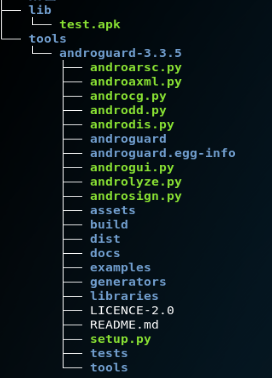 lib
test.apk
tools
androguard-3.3.5
androarsc.py
androaxml.py
androcg.py
androdd.py
androdis.py
androguard
androguard.egg-info
androgui.py
androlyze.py
androsign.py
assets
build
dist
docs
examples
generators
libraries
LICENCE-2.0
README.md
setup.py
tests
tools